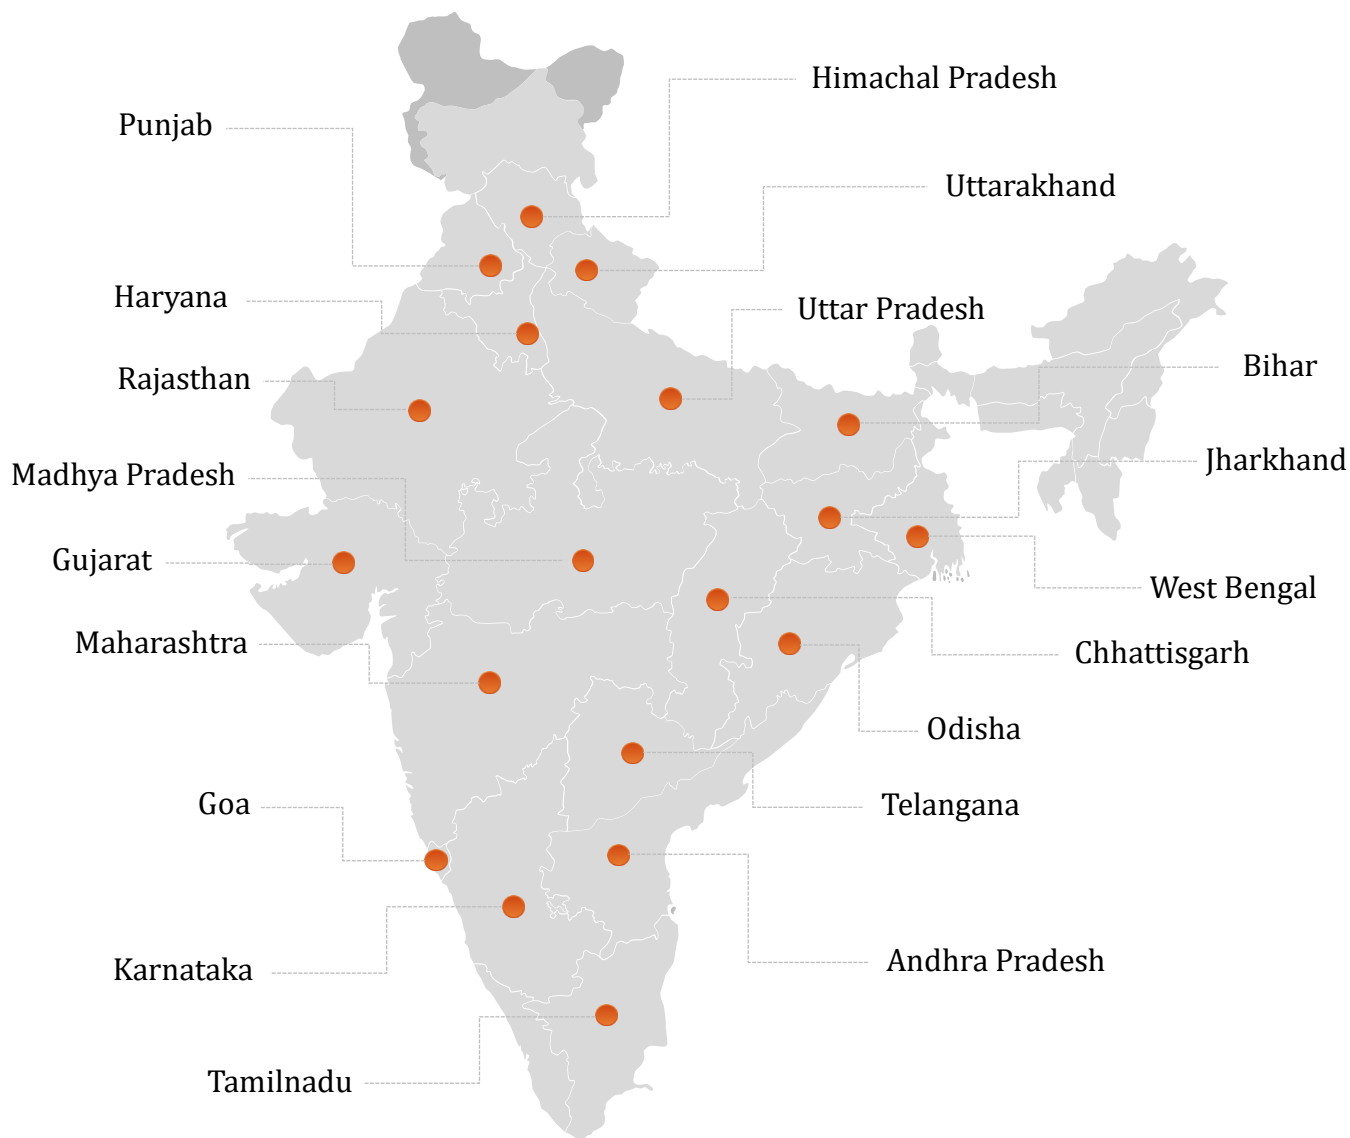 Himachal Pradesh
Punjab
Uttarakhand
Haryana
Uttar Pradesh
Bihar
Rajasthan
Jharkhand
Madhya Pradesh
Gujarat
West Bengal
Maharashtra
Chhattisgarh
Odisha
Goa
Telangana
Andhra Pradesh
Karnataka
Tamilnadu